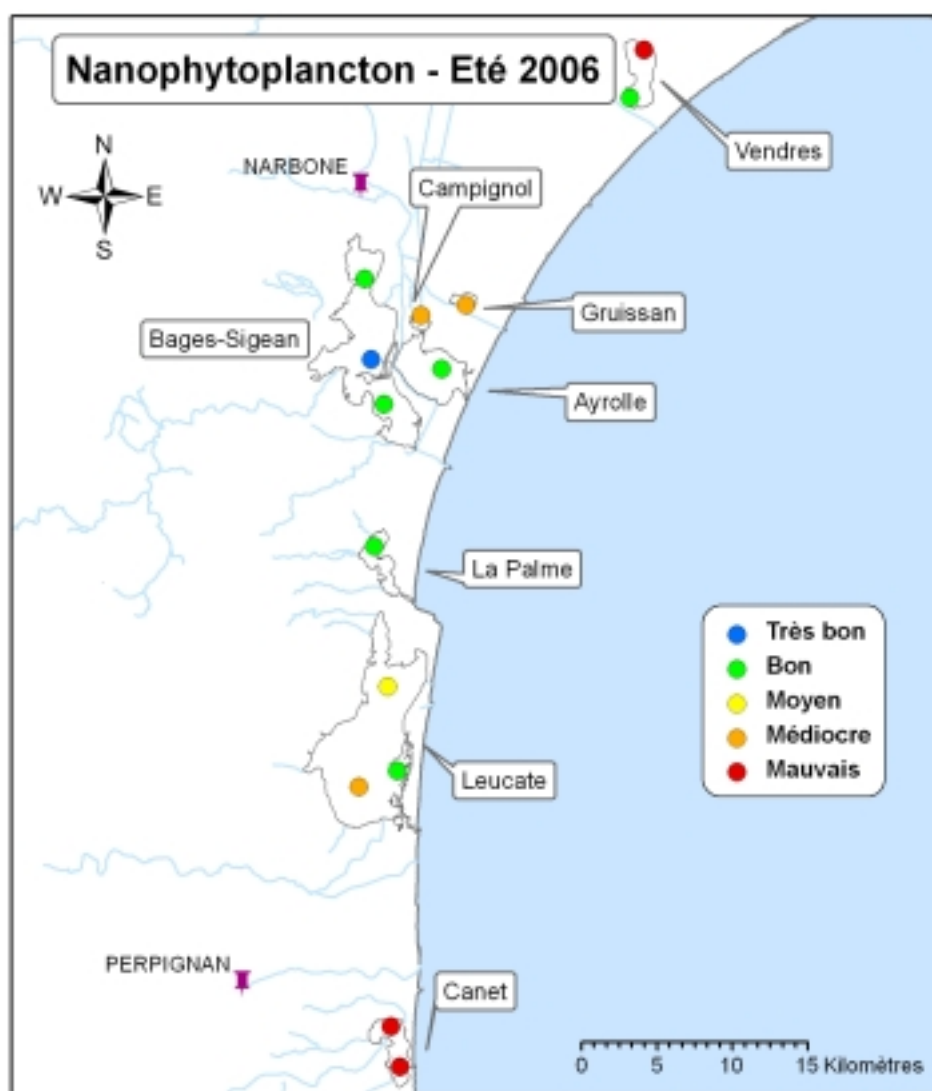 Nanophytoplancton - Eté 2006
N
W E
S
Vendres
NARBONE
Campignol
Gruissan
Bages-Sigean
Ayrolle
La Palme
Très bon
Bon
Moyen
Médiocre
Mauvais
Leucate
PERPIGNAN
Canet
0 5 10 15 Kilomètres